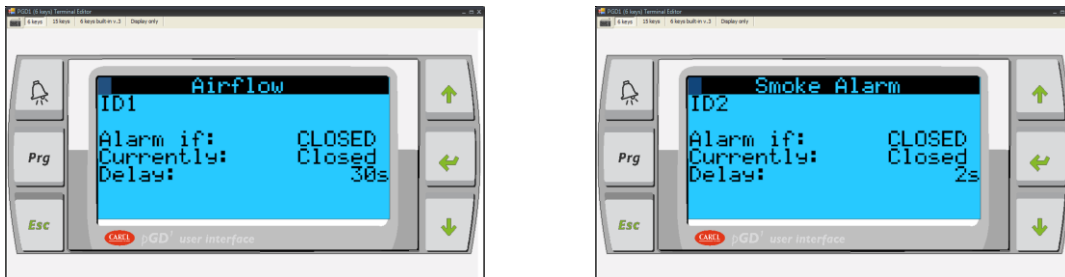 PGD1 (6 keys) Terminal Editor
6 keys 15 keys 6 keys built-in v.3 Display only
Airflow
ID1
Alarm if: CLOSED
Currently: Closed
Delay: 30s
Prg
Esc
CAREL pGD1 user interface
PGD1 (6 keys) Terminal Editor
6 keys 15 keys 6 keys built-in v.3 Display only
Smoke Alarm
ID2
Alarm if: CLOSED
Currently: Closed
Delay: 2s
Prg
Esc
CAREL pGD1 user interface